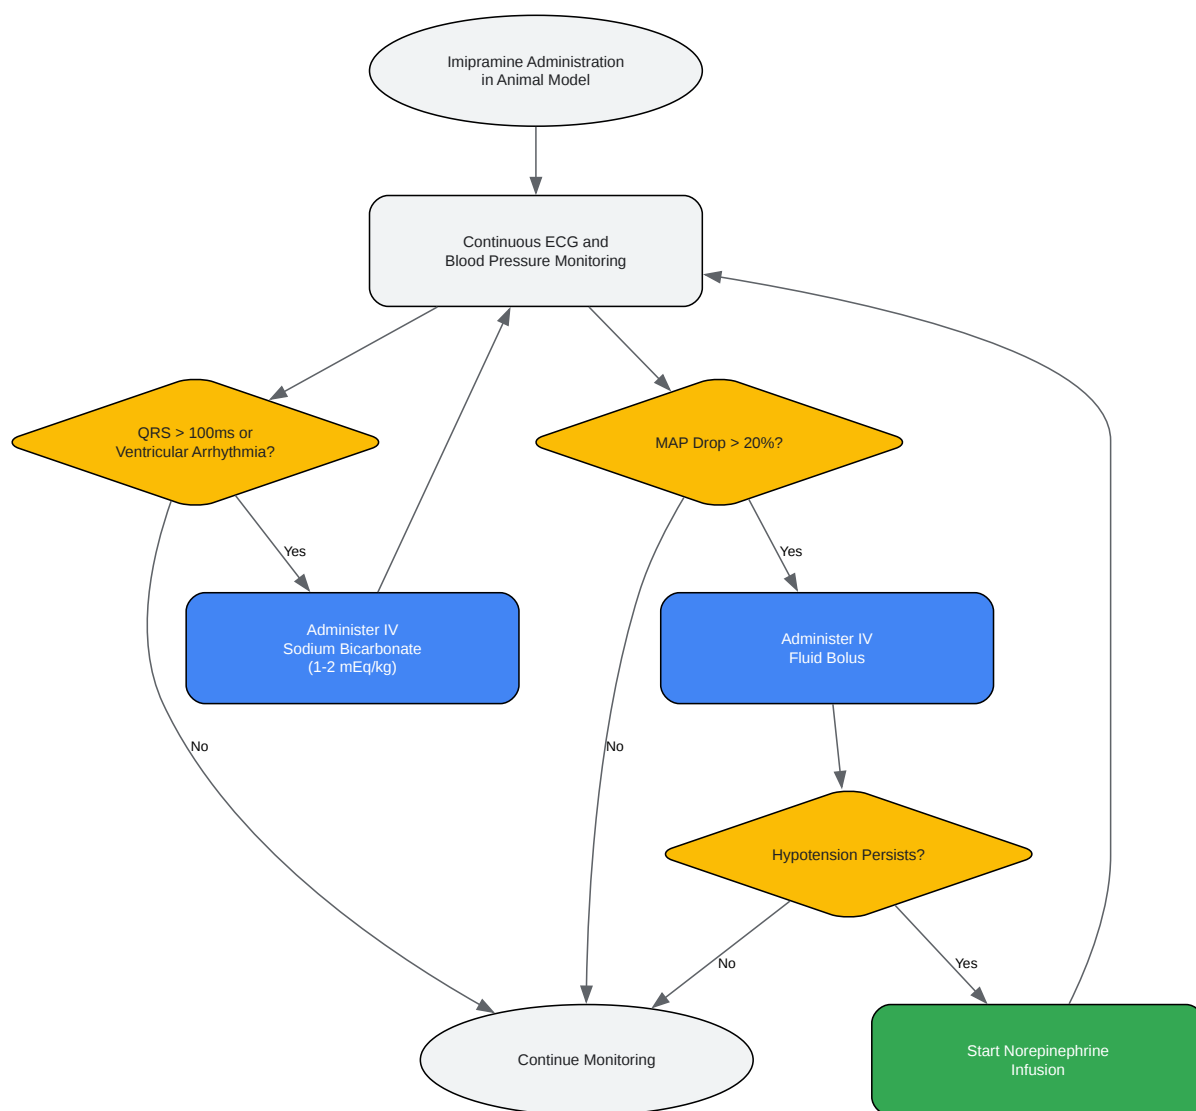 Imipramine Administration
in Animal Model
Continuous ECG and
Blood Pressure Monitoring
QRS > 100ms or
Ventricular Arrhythmia?
MAP Drop > 20%?
Yes
Yes
Administer IV
Sodium Bicarbonate
(1-2 mEq/kg)
Administer IV
Fluid Bolus
No
No
Hypotension Persists?
No
Yes
Continue Monitoring
Start Norepinephrine
Infusion